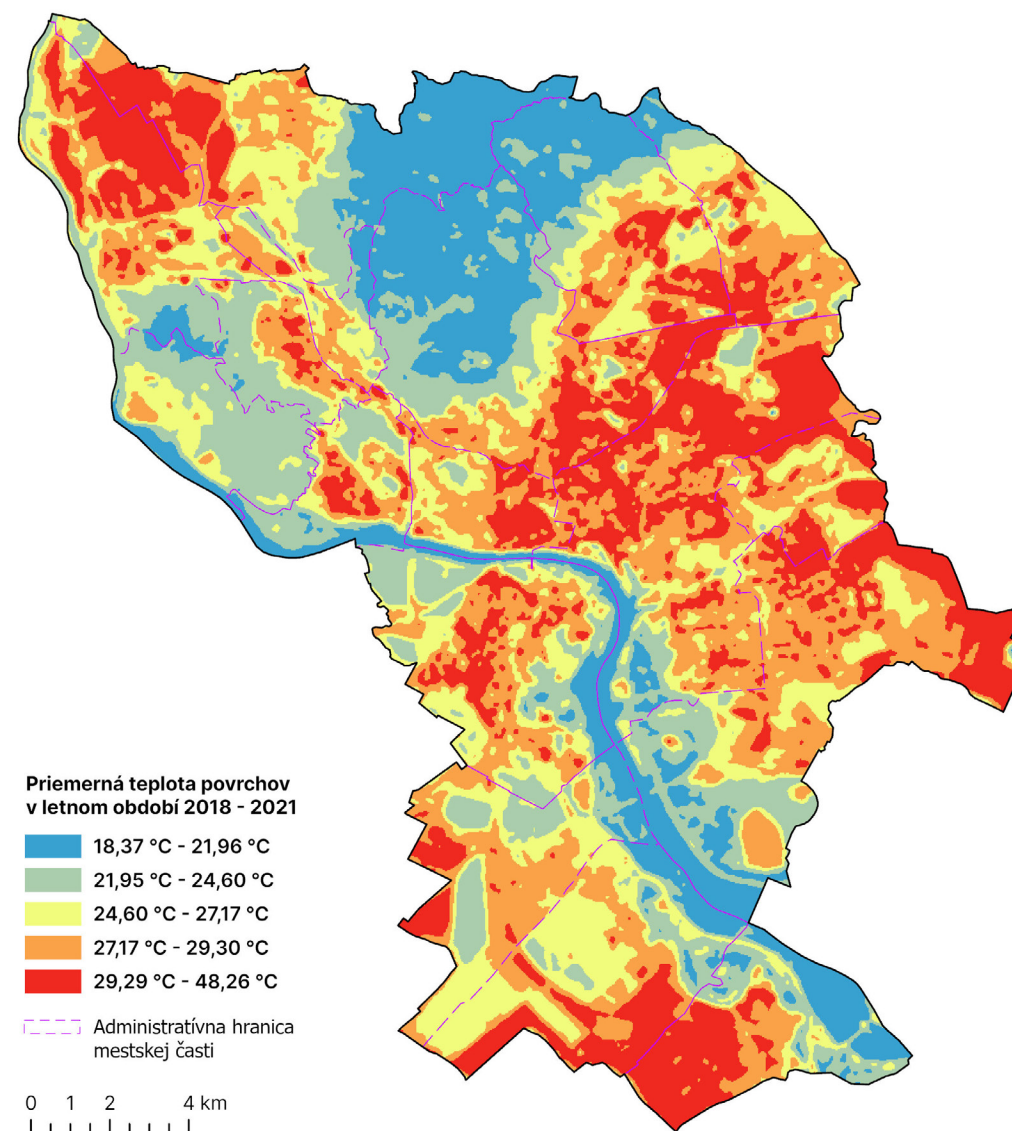 Priemerná teplota povrchov
v letnom období 2018 - 2021
18,37 °C - 21,96 °C
21,95 °C - 24,60 °C
24,60 °C - 27,17 °C
27,17 °C - 29,30 °C
29,29 °C - 48,26 °C
Administratívna hranica
mestskej časti
0 1 2 4 km